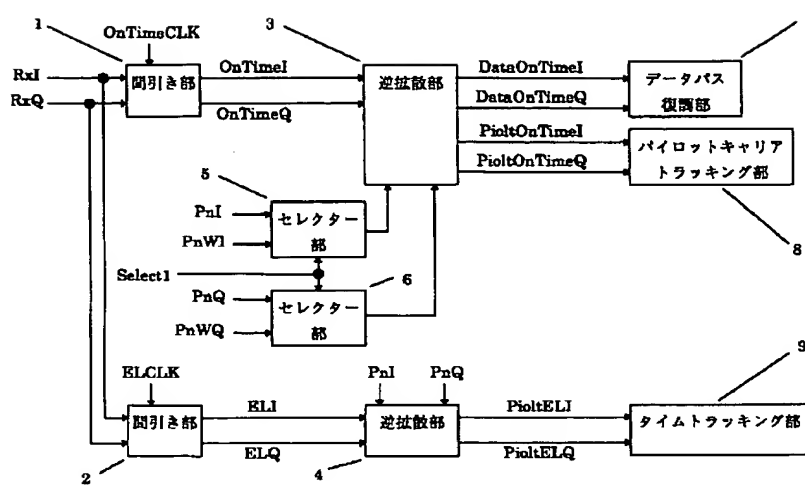 1
OnTimeCLK
3
RxI
RxQ
間引き部
OnTimeI
OnTimeQ
逆拡散部
DataOnTimeI
DataOnTimeQ
PioltOnTimeI
PioltOnTimeQ
データパス
復調部
パイロットキャリア
トラッキング部
8
5
PnI
PnWI
セレクター
部
Select1
6
PnQ
PnWQ
セレクター
部
ELCLK
間引き部
2
ELI
ELQ
PnI
PnQ
逆拡散部
4
PioltELI
PioltELQ
9
タイムトラッキング部